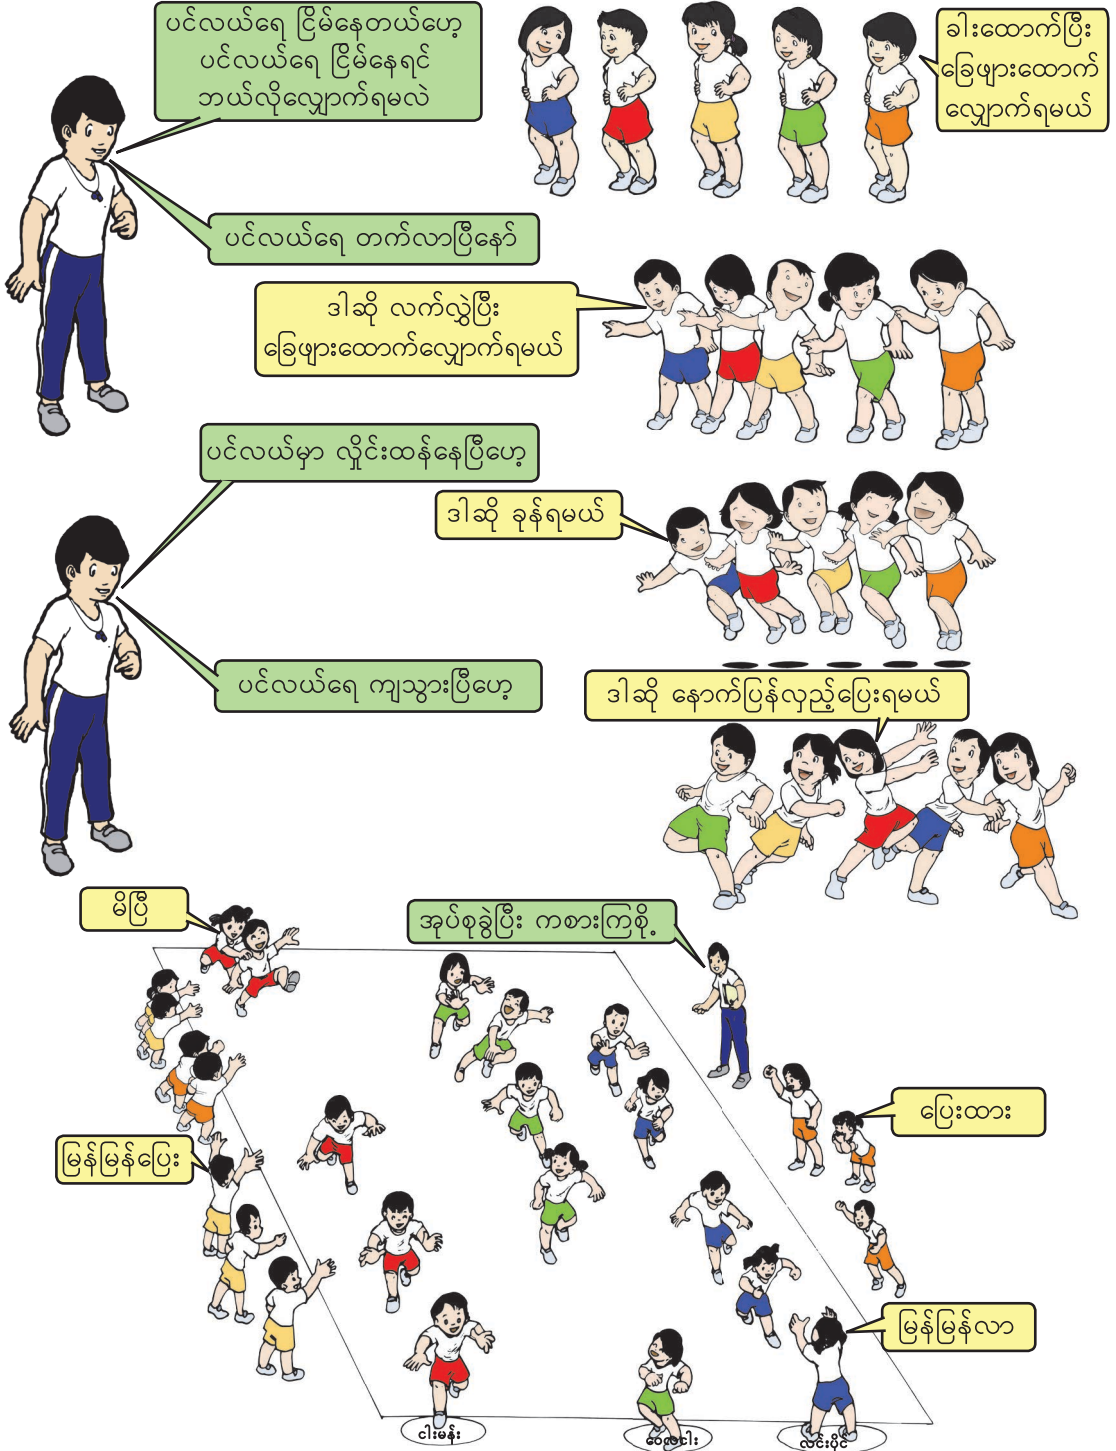 ပင်လယ်ရေ ငြိမ်နေတယ်ဟေ့
ပင်လယ်ရေ ငြိမ်နေရင်
ဘယ်လိုလျှောက်ရမလဲ
ခါးထောက်ပြီး
ခြေဖျားထောက်
လျှောက်ရမယ်
ပင်လယ်ရေ တက်လာပြီနော်
ဒါဆို လက်လွှဲပြီး
ခြေဖျားထောက်လျှောက်ရမယ်
ပင်လယ်မှာ လှိုင်းထန်နေပြီဟေ့
ဒါဆို ခုန်ရမယ်
ပင်လယ်ရေ ကျသွားပြီဟေ့
ဒါဆို နောက်ပြန်လှည့်ပြေးရမယ်
မိပြီ
အုပ်စုခွဲပြီး ကစားကြစို့
ပြေးထား
မြန်မြန်ပြေး
မြန်မြန်လာ
ငါးမန်း
ဝေလငါး
လင်းပိုင်